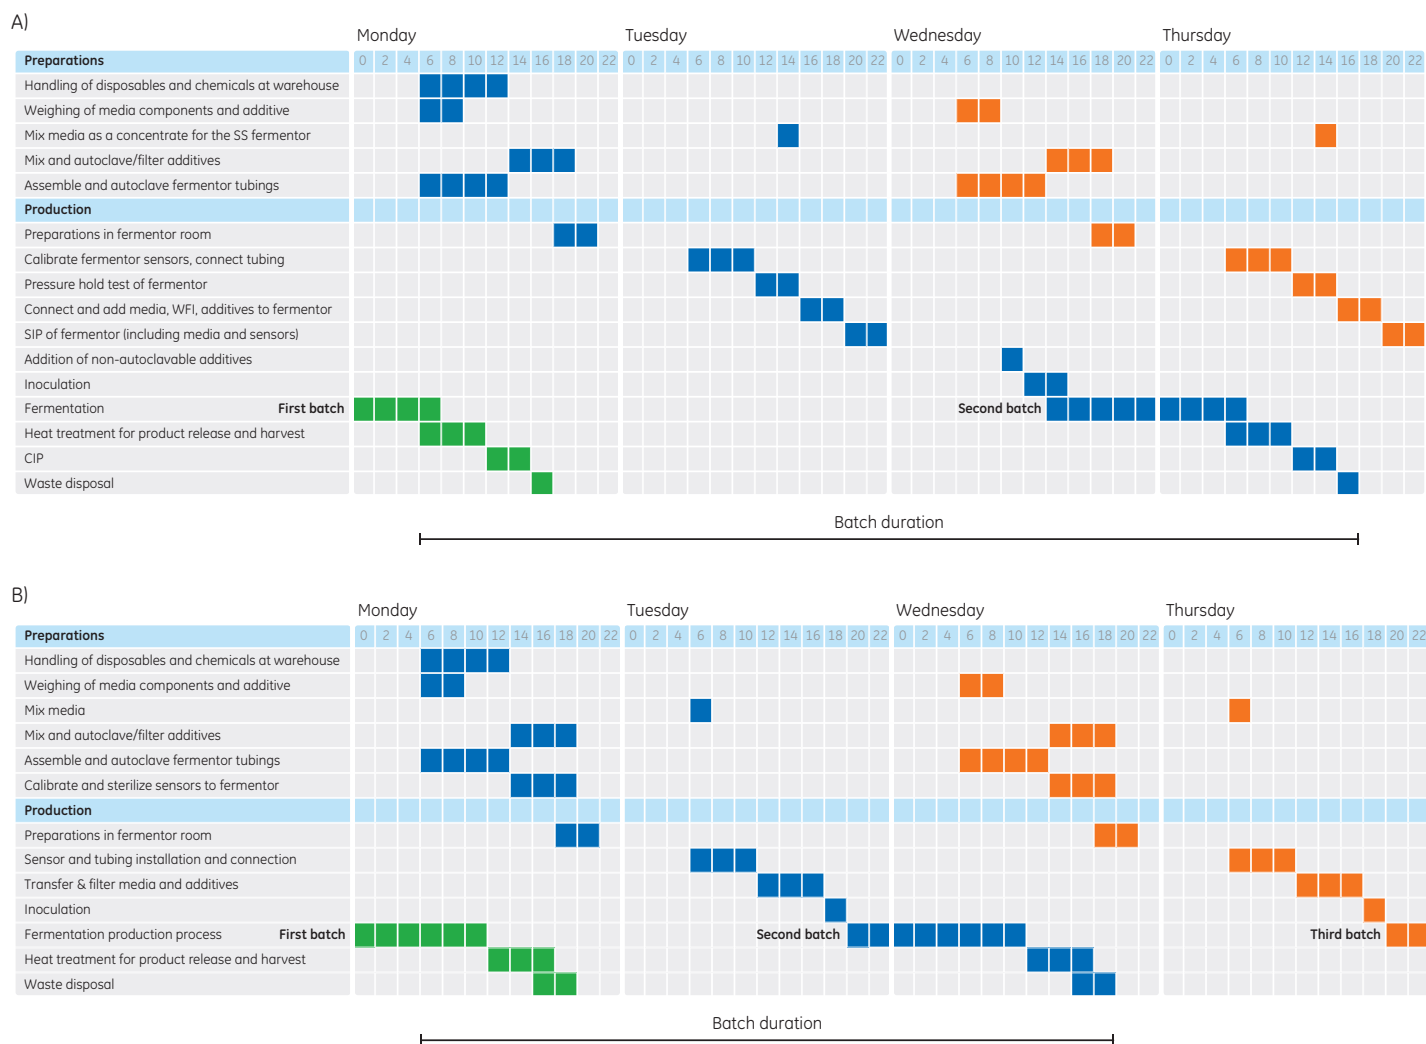 A)
Monday Tuesday Wednesday Thursday
Preparations 0 2 4 6 8 10 12 14 16 18 20 22 0 2 4 6 8 10 12 14 16 18 20 22 0 2 4 6 8 10 12 14 16 18 20 22 0 2 4 6 8 10 12 14 16 18 20 22
Handling of disposables and chemicals at warehouse
Weighing of media components and additive
Mix media as a concentrate for the SS fermentor
Mix and autoclave/filter additives
Assemble and autoclave fermentor tubings
Production
Preparations in fermentor room
Calibrate fermentor sensors, connect tubing
Pressure hold test of fermentor
Connect and add media, WFI, additives to fermentor
SIP of fermentor (including media and sensors)
Addition of non-autoclavable additives
Inoculation
Fermentation First batch Second batch
Heat treatment for product release and harvest
CIP
Waste disposal
Batch duration
B)
Monday Tuesday Wednesday Thursday
Preparations 0 2 4 6 8 10 12 14 16 18 20 22 0 2 4 6 8 10 12 14 16 18 20 22 0 2 4 6 8 10 12 14 16 18 20 22 0 2 4 6 8 10 12 14 16 18 20 22
Handling of disposables and chemicals at warehouse
Weighing of media components and additive
Mix media
Mix and autoclave/filter additives
Assemble and autoclave fermentor tubings
Calibrate and sterilize sensors to fermentor
Production
Preparations in fermentor room
Sensor and tubing installation and connection
Transfer & filter media and additives
Inoculation
Fermentation production process First batch Second batch Third batch
Heat treatment for product release and harvest
Waste disposal
Batch duration